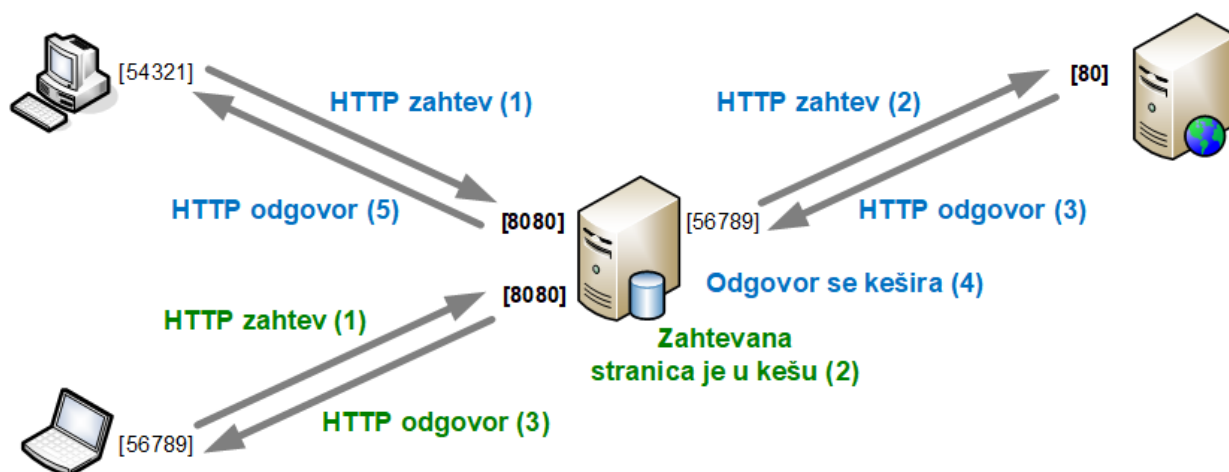 [54321]
HTTP zahtev (1)
HTTP zahtev (2)
[80]
HTTP odgovor (5)
[8080]
[56789]
HTTP odgovor (3)
[8080]
Odgovor se kešira (4)
HTTP zahtev (1)
Zahtevana
stranica je u kešu (2)
HTTP odgovor (3)
[56789]